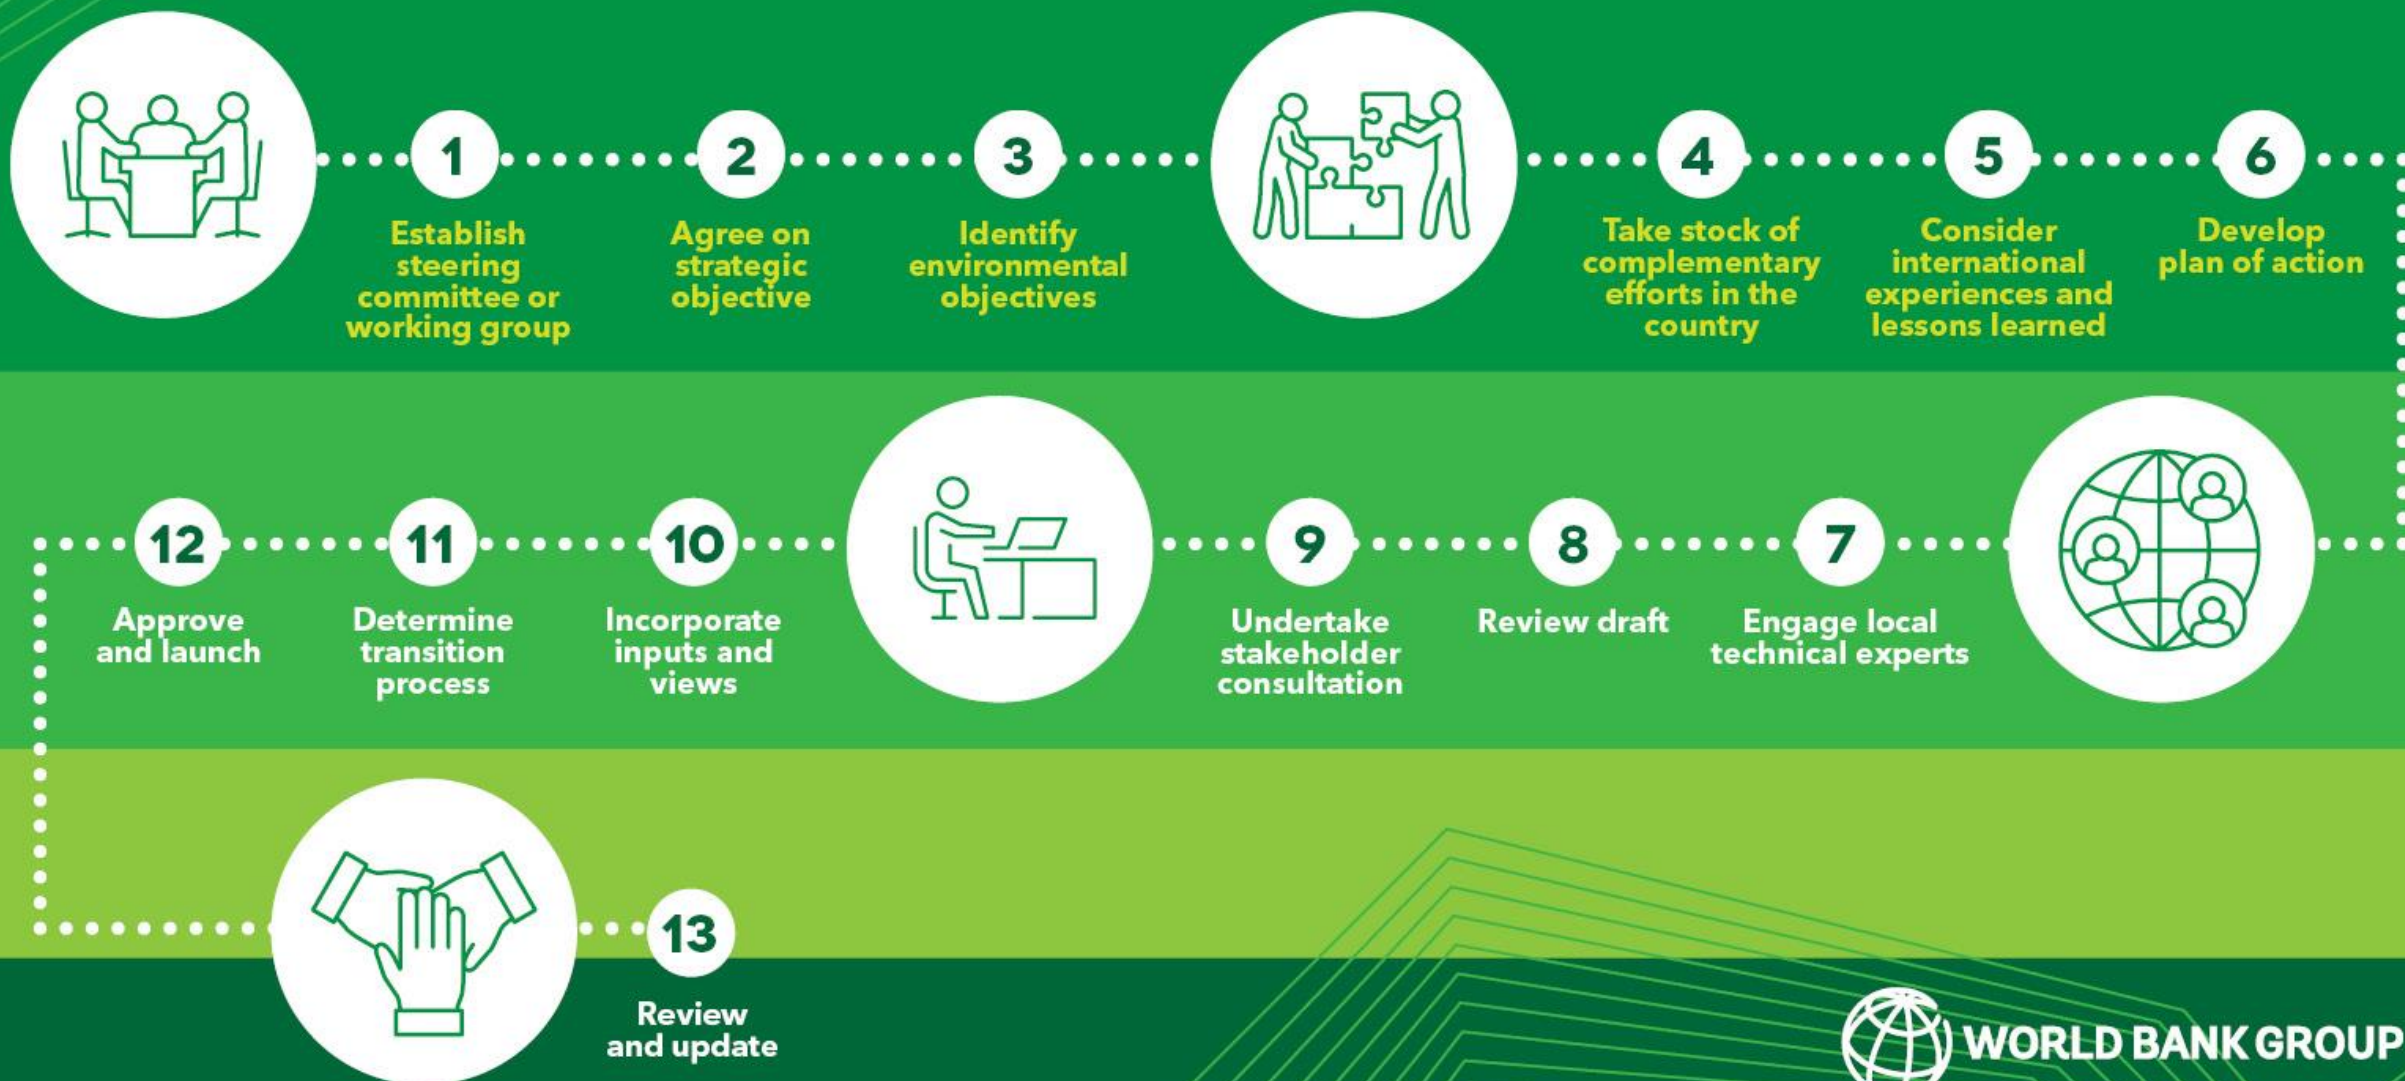 1
Establish
steering
committee or
working group
2
Agree on
strategic
objective
3
Identify
environmental
objectives
4
Take stock of
complementary
efforts in the
country
5
Consider
international
experiences and
lessons learned
6
Develop
plan of action
7
Engage local
technical experts
8
Review draft
9
Undertake
stakeholder
consultation
10
Incorporate
inputs and
views
11
Determine
transition
process
12
Approve
and launch
13
Review
and update
WORLD BANK GROUP